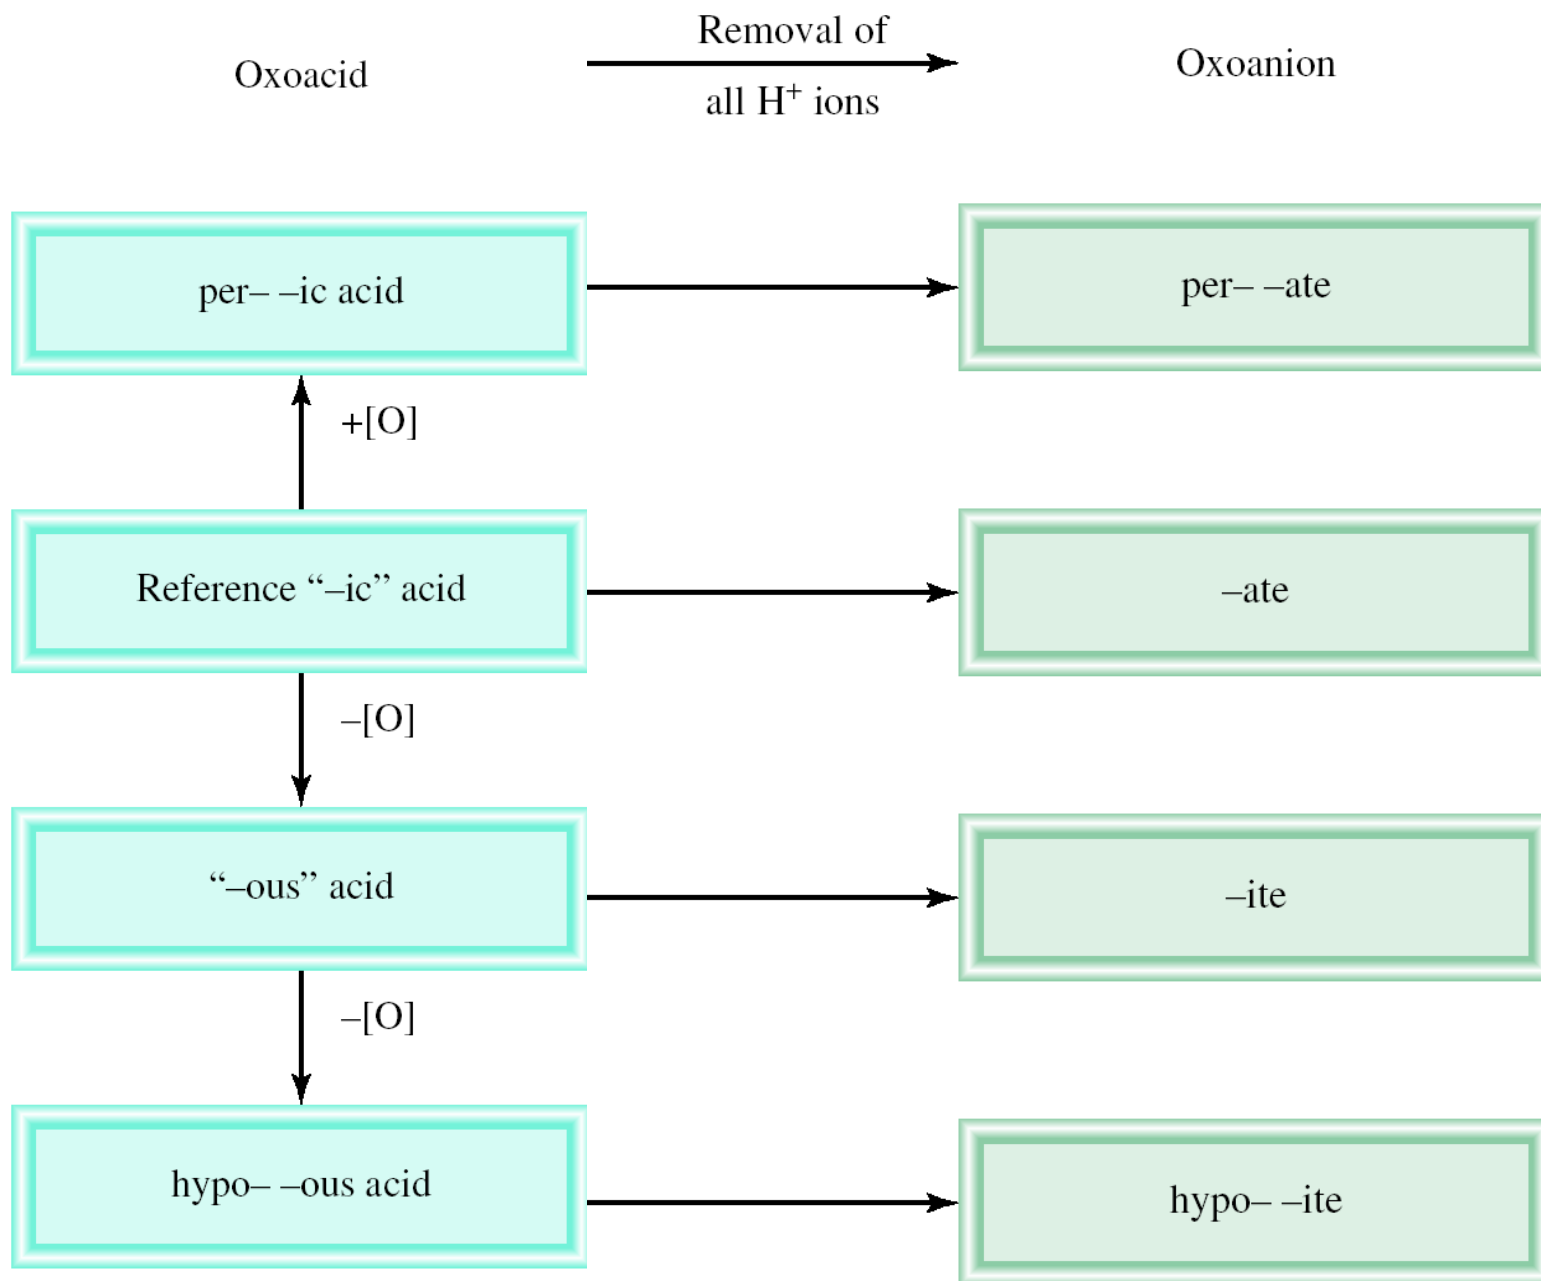 Oxoacid
Removal of
all H⁺ ions
Oxoanion
per– –ic acid
per– –ate
+[O]
Reference “–ic” acid
–ate
–[O]
“–ous” acid
–ite
–[O]
hypo– –ous acid
hypo– –ite